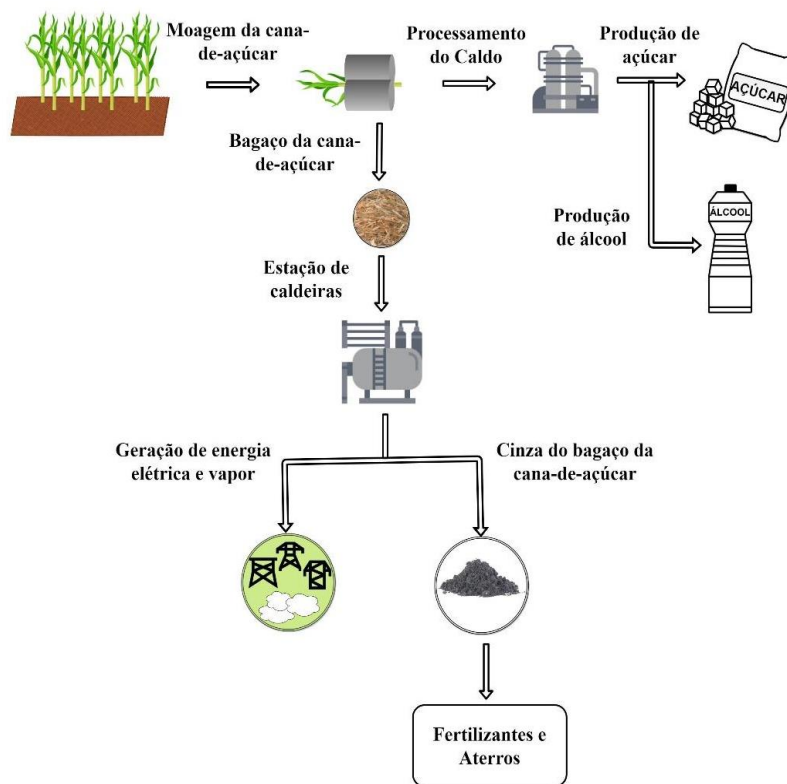 Moagem da cana-
de-açúcar
Processamento
do Caldo
Produção de
açúcar
AÇÚCAR
Bagaço da cana-
de-açúcar
Produção
de álcool
ÁLCOOL
Estação de
caldeiras
Geração de energia
elétrica e vapor
Cinza do bagaço da
cana-de-açúcar
Fertilizantes e
Aterros